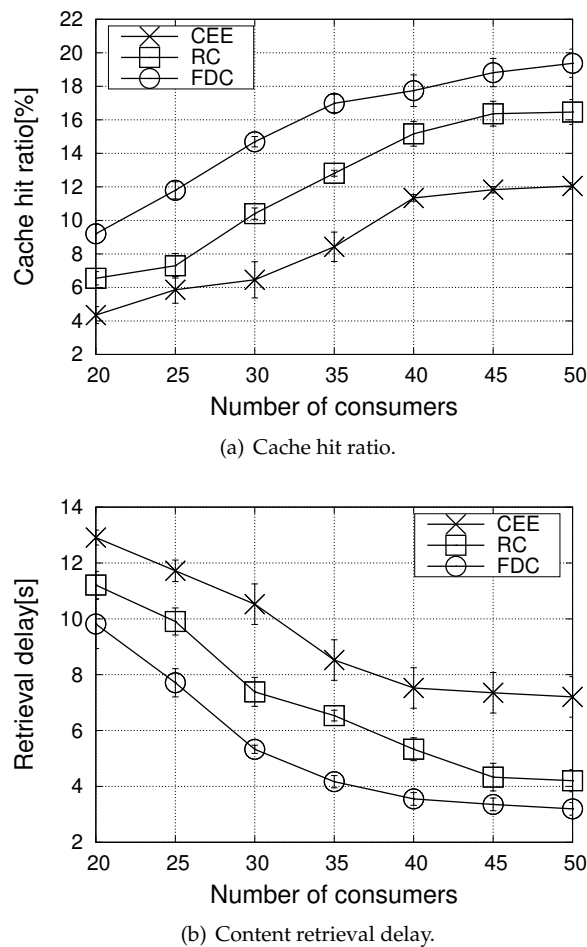 22
20
18
16
14
12
10
8
6
4
2
Cache hit ratio[%]
CEE
RC
FDC
20 25 30 35 40 45 50
Number of consumers
(a) Cache hit ratio.
14
12
10
8
6
4
2
Retrieval delay[s]
CEE
RC
FDC
20 25 30 35 40 45 50
Number of consumers
(b) Content retrieval delay.